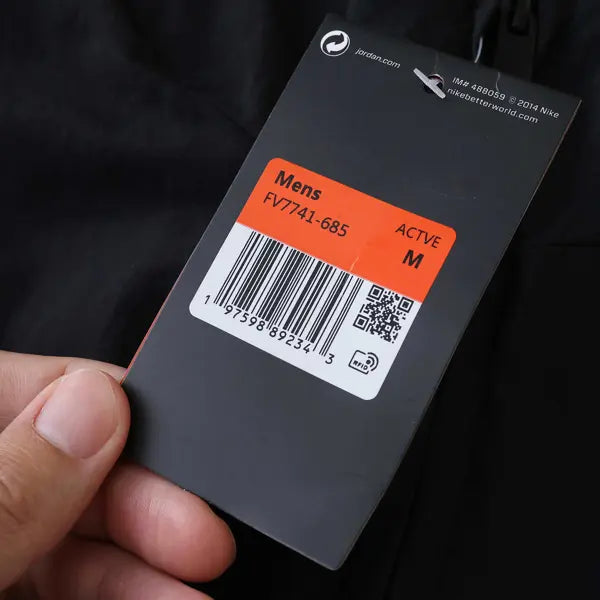 jordan.com
IM# 488059 © 2014 Nike
nikebetterworld.com
Mens
FV7741-685
ACTVE
M
1 97598 89234 3
RFID